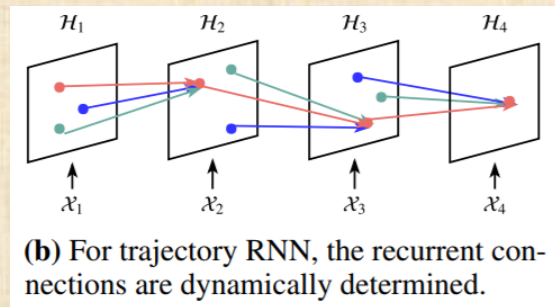 ℋ₁ ℋ₂ ℋ₃ ℋ₄
𝒳₁ 𝒳₂ 𝒳₃ 𝒳₄
(b) For trajectory RNN, the recurrent con-
nections are dynamically determined.